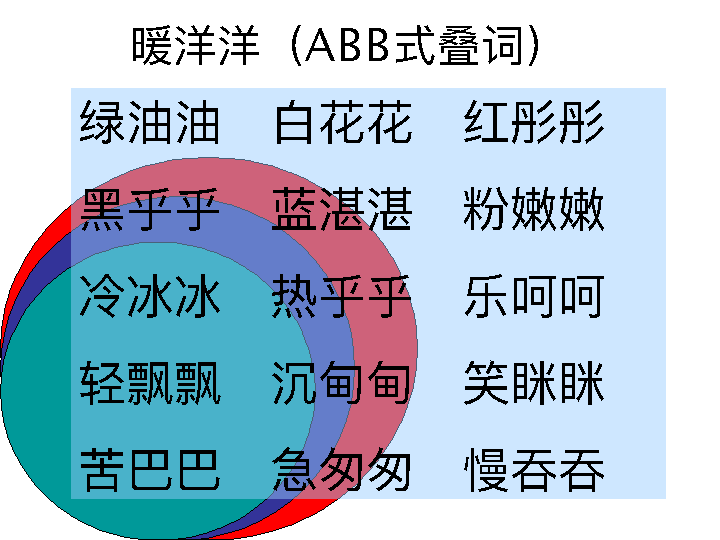 暖洋洋（ABB式叠词）
绿油油 白花花 红彤彤
黑乎乎 蓝湛湛 粉嫩嫩
冷冰冰 热乎乎 乐呵呵
轻飘飘 沉甸甸 笑眯眯
苦巴巴 急匆匆 慢吞吞